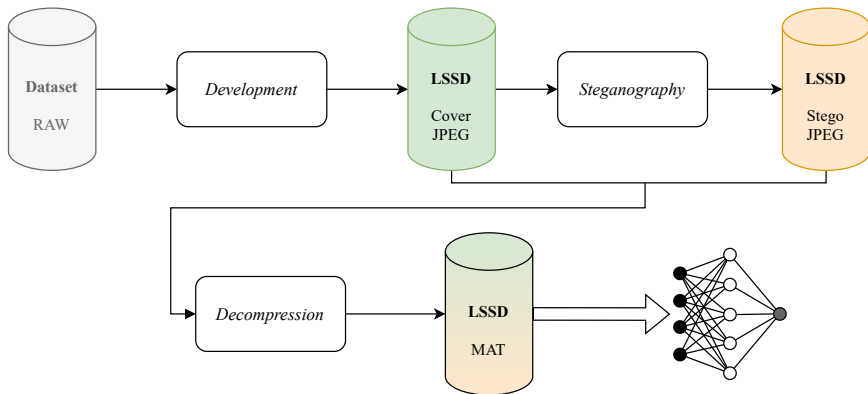 Dataset
RAW
Development
LSSD
Cover
JPEG
Steganography
LSSD
Stego
JPEG
Decompression
LSSD
MAT